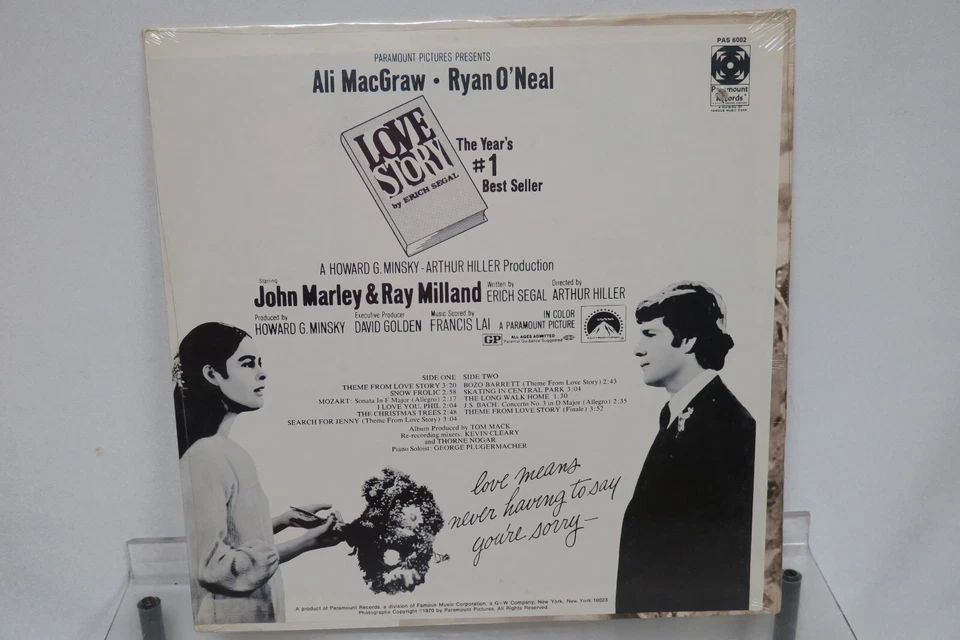 PAS 6002
Paramount Records
A DIVISION OF
FAMOUS MUSIC CORP.
PARAMOUNT PICTURES PRESENTS
Ali MacGraw • Ryan O'Neal
LOVE
STORY
by ERICH SEGAL
The Year's
#1
Best Seller
A HOWARD G. MINSKY - ARTHUR HILLER Production
Starring
John Marley & Ray Milland
Written by
ERICH SEGAL
Directed by
ARTHUR HILLER
Produced by
HOWARD G. MINSKY
Executive Producer
DAVID GOLDEN
Music Scored by
FRANCIS LAI
IN COLOR
A PARAMOUNT PICTURE
GP
ALL AGES ADMITTED
Parental Guidance Suggested
SIDE ONE
THEME FROM LOVE STORY 3:20
SNOW FROLIC 2:58
MOZART: Sonata In F Major (Allegro) 2:17
I LOVE YOU, PHIL 2:04
THE CHRISTMAS TREES 2:48
SEARCH FOR JENNY (Theme From Love Story) 3:04
SIDE TWO
BOZO BARRETT (Theme From Love Story) 2:43
SKATING IN CENTRAL PARK 3:04
THE LONG WALK HOME 1:30
J.S. BACH: Concerto No. 3 in D Major (Allegro) 2:35
THEME FROM LOVE STORY (Finale) 3:52
Album Produced by TOM MACK
Re-recording mixers: KEVIN CLEARY
and THORNE NOGAR
Piano Soloist: GEORGE PLUGERMACHER
love means
never having to say
you're sorry—
A product of Paramount Records, a division of Famous Music Corporation, a G+W Company, New York, New York 10023
Photographs Copyright ©1970 by Paramount Pictures. All Rights Reserved.